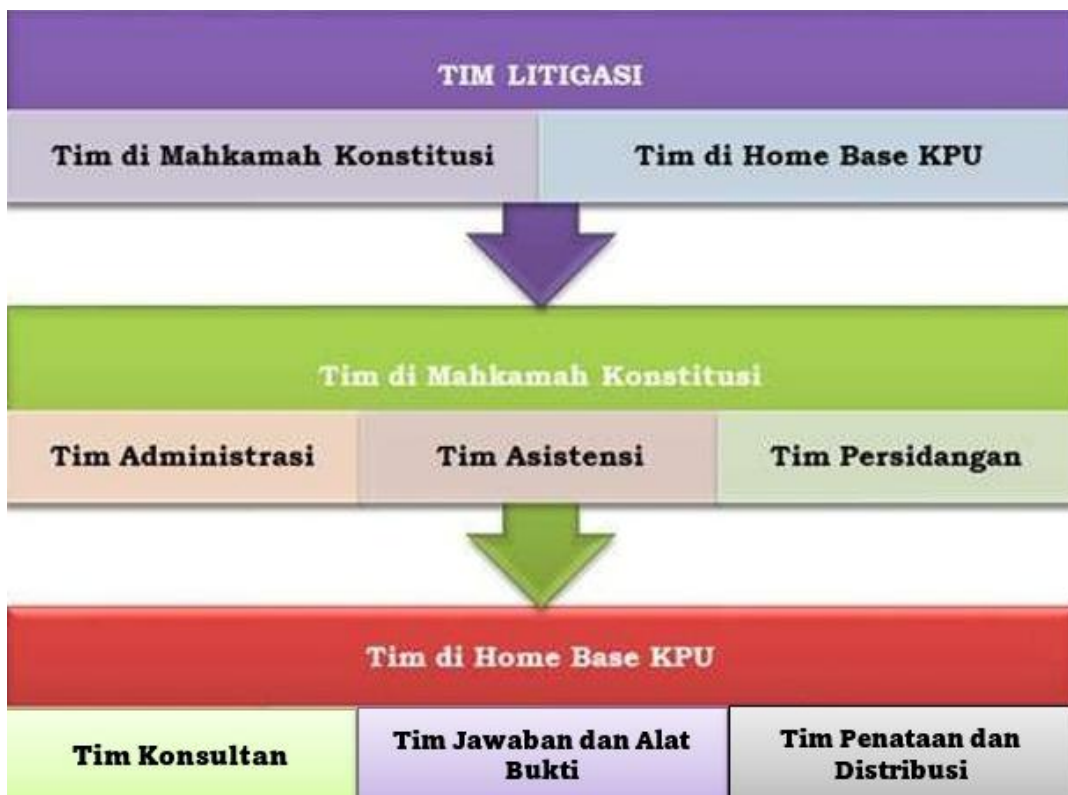 TIM LITIGASI
Tim di Mahkamah Konstitusi
Tim di Home Base KPU
Tim di Mahkamah Konstitusi
Tim Administrasi
Tim Asistensi
Tim Persidangan
Tim di Home Base KPU
Tim Konsultan
Tim Jawaban dan Alat
Bukti
Tim Penataan dan
Distribusi